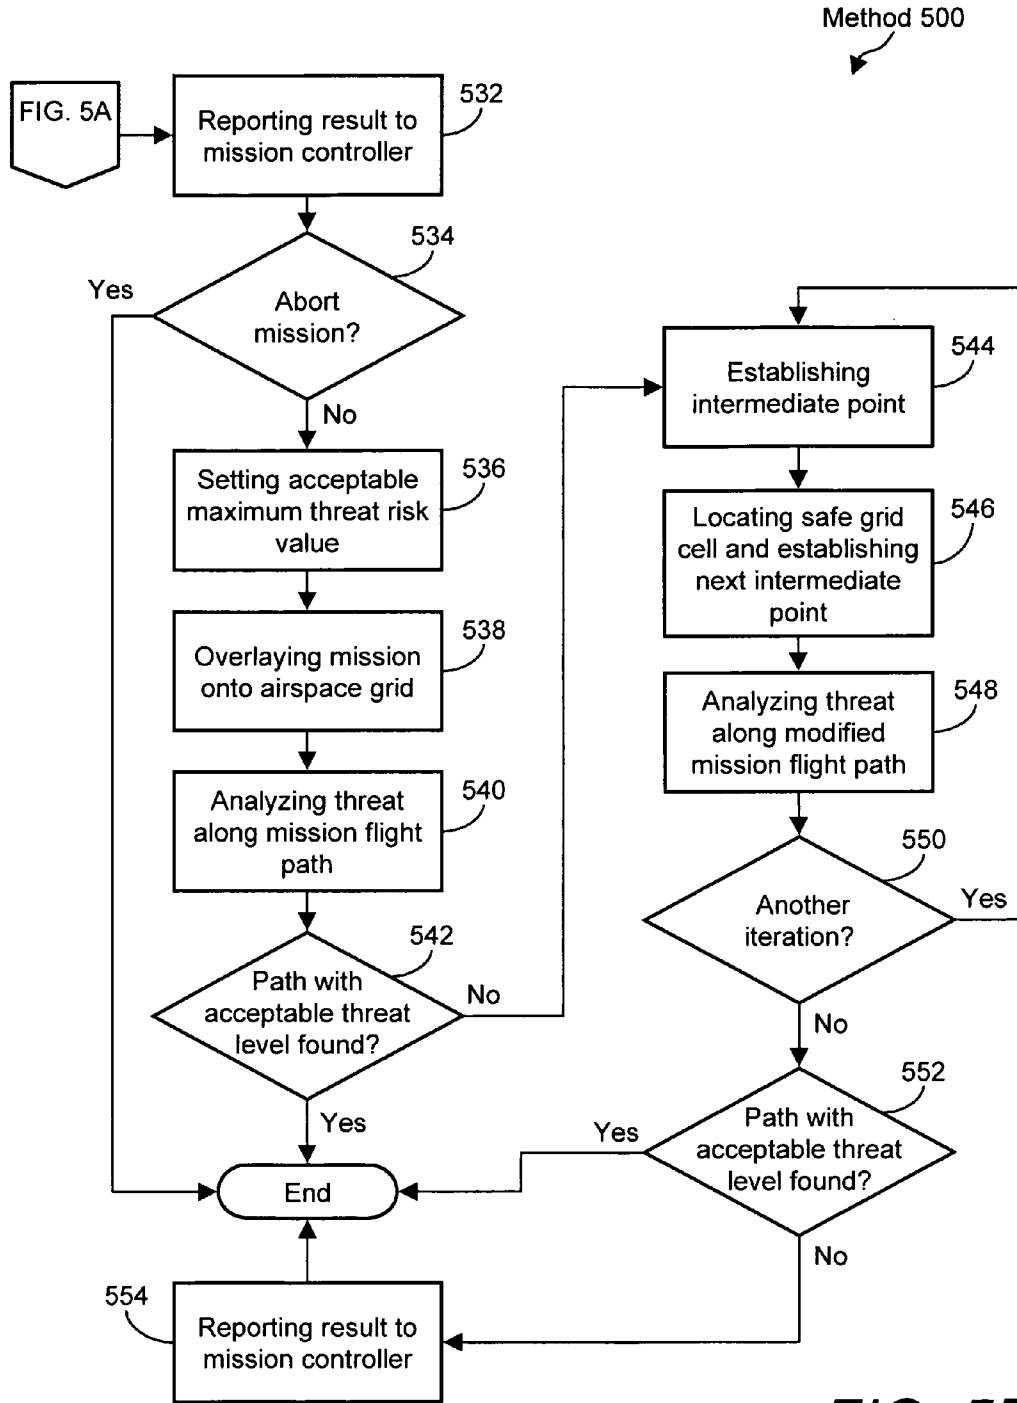 Method 500
FIG. 5A
Reporting result to
mission controller
532
534
Abort
mission?
Yes
No
Setting acceptable
maximum threat risk
value
536
Overlaying mission
onto airspace grid
538
Analyzing threat
along mission flight
path
540
542
Path with
acceptable threat
level found?
No
Yes
End
554
Reporting result to
mission controller
Establishing
intermediate point
544
Locating safe grid
cell and establishing
next intermediate
point
546
Analyzing threat
along modified
mission flight path
548
550
Another
iteration?
Yes
No
552
Path with
acceptable threat
level found?
Yes
No